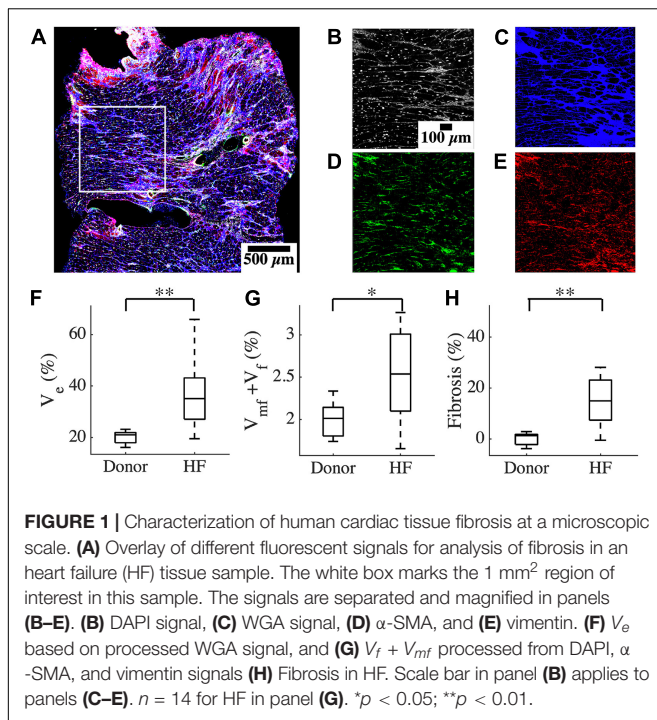 A
B
C
100 µm
D
E
500 µm
F
**
60
40
20
V_e (%)
Donor
HF
G
*
3
2.5
2
V_mf +V_f (%)
Donor
HF
H
**
40
20
0
Fibrosis (%)
Donor
HF
FIGURE 1 | Characterization of human cardiac tissue fibrosis at a microscopic
scale. (A) Overlay of different fluorescent signals for analysis of fibrosis in an
heart failure (HF) tissue sample. The white box marks the 1 mm² region of
interest in this sample. The signals are separated and magnified in panels
(B–E). (B) DAPI signal, (C) WGA signal, (D) α-SMA, and (E) vimentin. (F) V_e
based on processed WGA signal, and (G) V_f + V_mf processed from DAPI, α
-SMA, and vimentin signals (H) Fibrosis in HF. Scale bar in panel (B) applies to
panels (C–E). n = 14 for HF in panel (G). *p < 0.05; **p < 0.01.